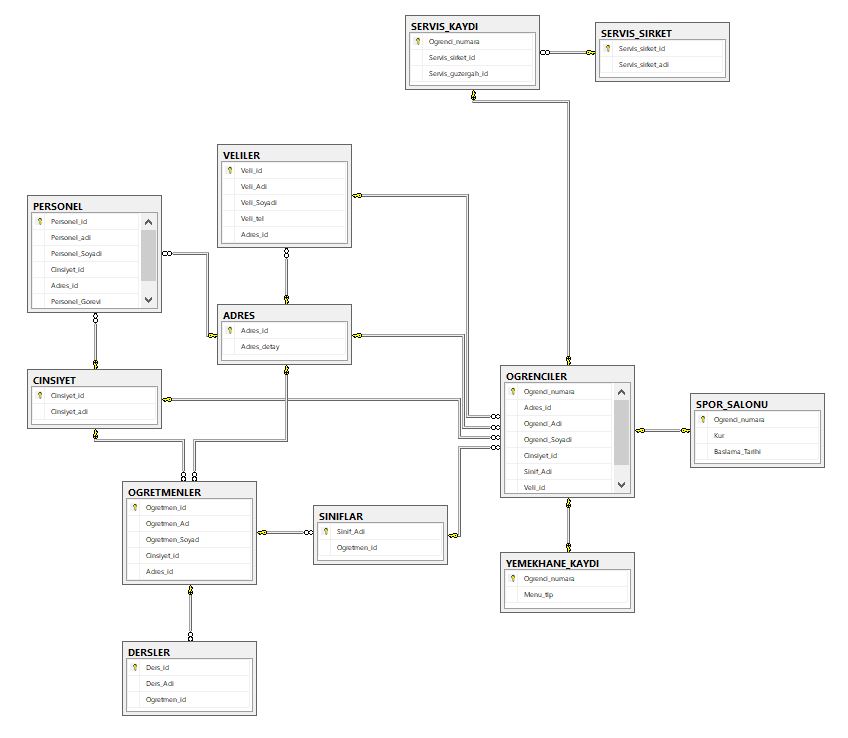 SERVIS_KAYDI
Ogrenci_numara
Servis_sirket_id
Servis_guzergah_id
SERVIS_SIRKET
Servis_sirket_id
Servis_sirket_adi
VELILER
Veli_id
Veli_Adi
Veli_Soyadi
Veli_tel
Adres_id
PERSONEL
Personel_id
Personel_adi
Personel_Soyadi
Cinsiyet_id
Adres_id
Personel_Gorevi
ADRES
Adres_id
Adres_detay
CINSIYET
Cinsiyet_id
Cinsiyet_adi
OGRENCILER
Ogrenci_numara
Adres_id
Ogrenci_Adi
Ogrenci_Soyadi
Cinsiyet_id
Sinif_Adi
Veli_id
SPOR_SALONU
Ogrenci_numara
Kur
Baslama_Tarihi
OGRETMENLER
Ogretmen_id
Ogretmen_Ad
Ogretmen_Soyad
Cinsiyet_id
Adres_id
SINIFLAR
Sinif_Adi
Ogretmen_id
YEMEKHANE_KAYDI
Ogrenci_numara
Menu_tip
DERSLER
Ders_id
Ders_Adi
Ogretmen_id